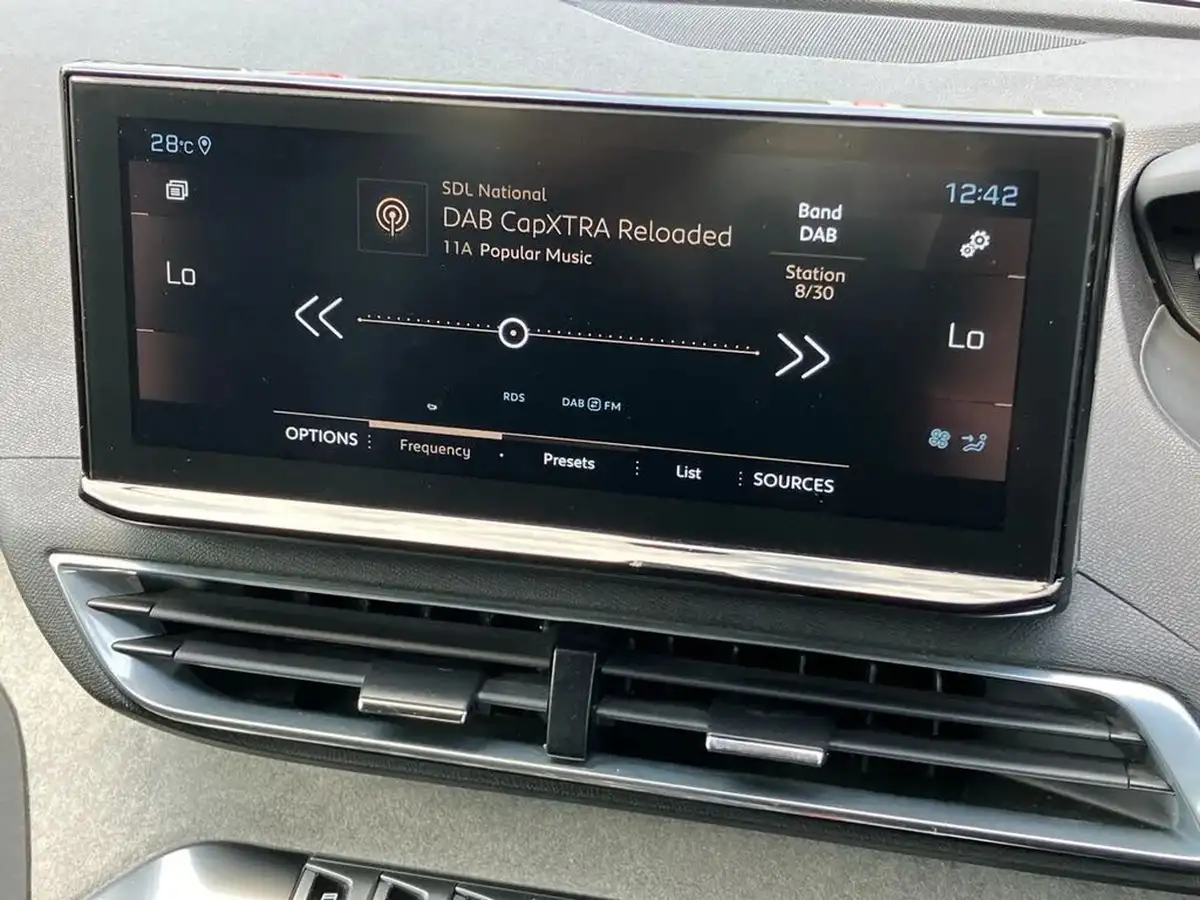 28°C
12:42
SDL National
DAB CapXTRA Reloaded
11A Popular Music
Band
DAB
Station
8/30
Lo
Lo
RDS
DAB FM
OPTIONS
Frequency
Presets
List
SOURCES